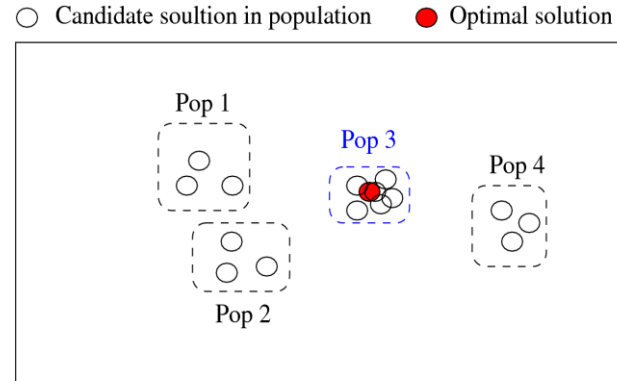 Candidate soultion in population
Optimal solution
Pop 1
Pop 3
Pop 4
Pop 2